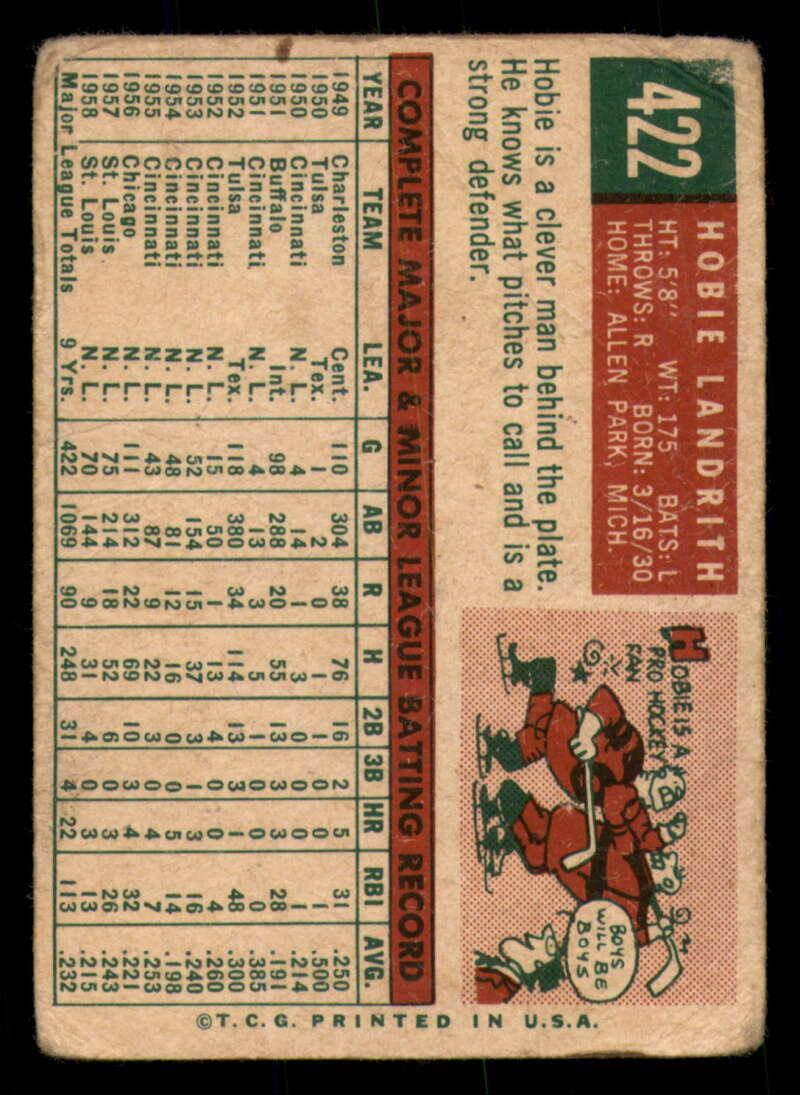 422
HOBIE LANDRITH
HT: 5'8" WT: 175 BATS: L
THROWS: R BORN: 3/16/30
HOME: ALLEN PARK, MICH.
Hobie is a clever man behind the plate.
He knows what pitches to call and is a
strong defender.
HOBIE IS A
PRO HOCKEY
FAN
BOYS
WILL BE
BOYS
COMPLETE MAJOR & MINOR LEAGUE BATTING RECORD
YEAR TEAM LEA. G AB R H 2B 3B HR RBI AVG.
1949 Charleston Cent. 110 304 38 76 16 2 5 31 .250
1950 Tulsa Tex. 1 2 0 1 1 0 0 1 .500
1950 Cincinnati N. L. 4 14 1 3 0 0 0 1 .214
1951 Buffalo Int. 98 288 20 55 13 3 3 28 .191
1951 Cincinnati N. L. 4 13 3 5 1 0 0 0 .385
1952 Tulsa Tex. 118 380 34 114 13 3 1 48 .300
1952 Cincinnati N. L. 15 50 1 13 4 0 0 4 .260
1953 Cincinnati N. L. 52 154 15 37 3 1 3 16 .240
1954 Cincinnati N. L. 48 81 12 16 0 0 5 14 .198
1955 Cincinnati N. L. 43 87 9 22 3 0 4 7 .253
1956 Chicago N. L. 111 312 22 69 10 3 4 32 .221
1957 St. Louis N. L. 75 214 18 52 6 0 3 26 .243
1958 St. Louis N. L. 70 144 9 31 4 0 3 13 .215
Major League Totals 9 Yrs. 422 1069 90 248 31 4 22 113 .232
©T.C.G. PRINTED IN U.S.A.